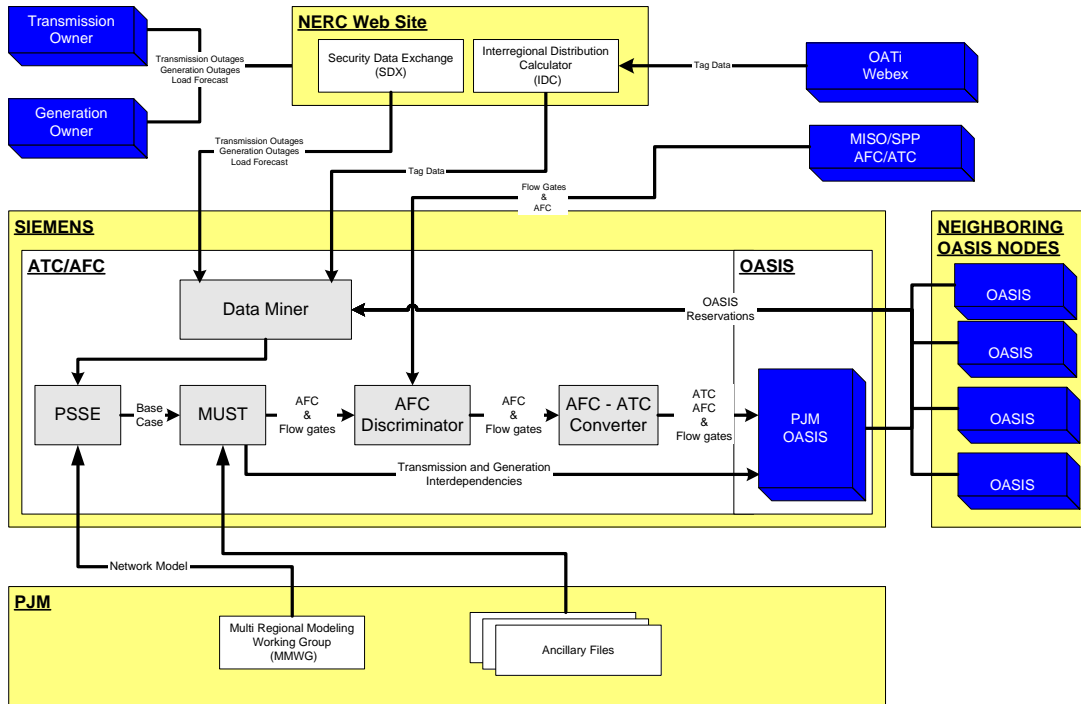 Transmission
Owner
Generation
Owner
Transmission Outages
Generation Outages
Load Forecast
NERC Web Site
Security Data Exchange
(SDX)
Interregional Distribution
Calculator
(IDC)
Tag Data
OATi
Webex
MISO/SPP
AFC/ATC
Transmission Outages
Generation Outages
Load Forecast
Tag Data
Flow Gates
&
AFC
SIEMENS
ATC/AFC
OASIS
NEIGHBORING
OASIS NODES
Data Miner
OASIS
Reservations
OASIS
OASIS
OASIS
OASIS
PSSE
Base
Case
MUST
AFC
&
Flow gates
AFC
Discriminator
AFC
&
Flow gates
AFC - ATC
Converter
ATC
AFC
&
Flow gates
PJM
OASIS
Transmission and Generation
Interdependencies
Network Model
PJM
Multi Regional Modeling
Working Group
(MMWG)
Ancillary Files